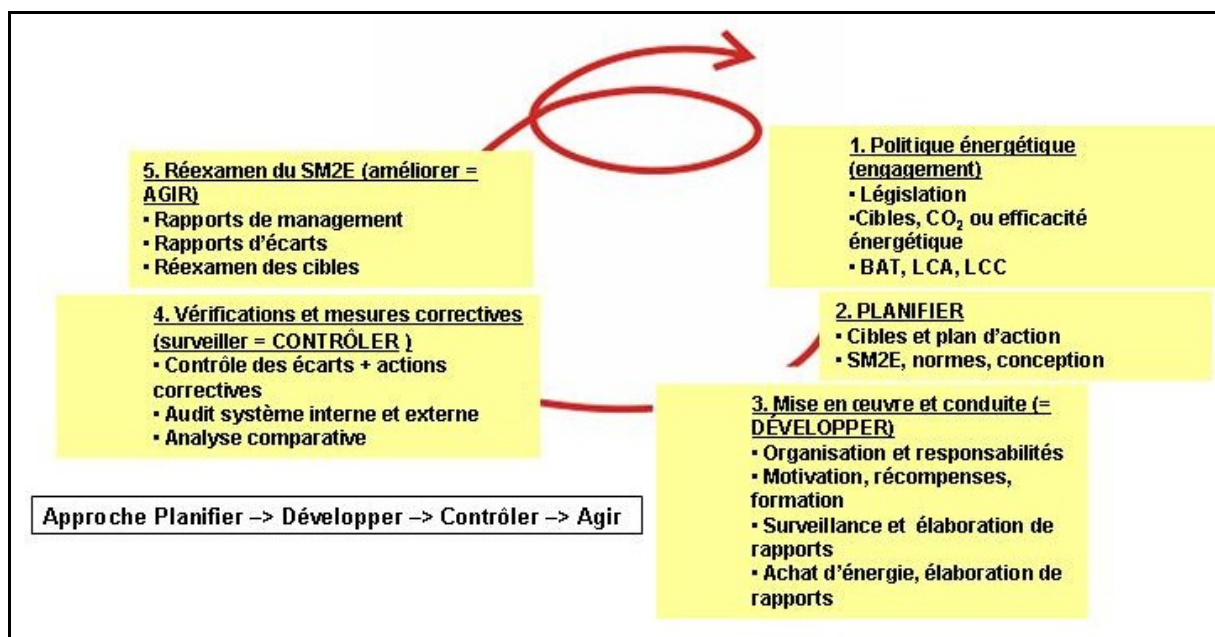 1. Politique énergétique
(engagement)
▪ Législation
▪Cibles, CO₂ ou efficacité
énergétique
▪ BAT, LCA, LCC
2. PLANIFIER
▪ Cibles et plan d'action
▪ SM2E, normes, conception
3. Mise en œuvre et conduite (=
DÉVELOPPER)
▪ Organisation et responsabilités
▪ Motivation, récompenses,
formation
▪ Surveillance et élaboration de
rapports
▪ Achat d'énergie, élaboration de
rapports
4. Vérifications et mesures correctives
(surveiller = CONTRÔLER )
▪ Contrôle des écarts + actions
correctives
▪ Audit système interne et externe
▪ Analyse comparative
5. Réexamen du SM2E (améliorer =
AGIR)
▪ Rapports de management
▪ Rapports d'écarts
▪ Réexamen des cibles
Approche Planifier –> Développer –> Contrôler –> Agir